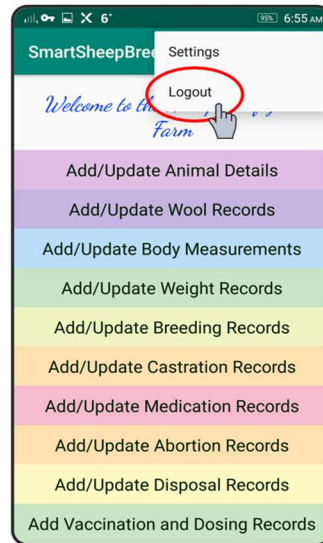 6°
95%
6:55 AM
SmartSheepBre
Settings
Logout
Welcome to th
Farm
Add/Update Animal Details
Add/Update Wool Records
Add/Update Body Measurements
Add/Update Weight Records
Add/Update Breeding Records
Add/Update Castration Records
Add/Update Medication Records
Add/Update Abortion Records
Add/Update Disposal Records
Add Vaccination and Dosing Records